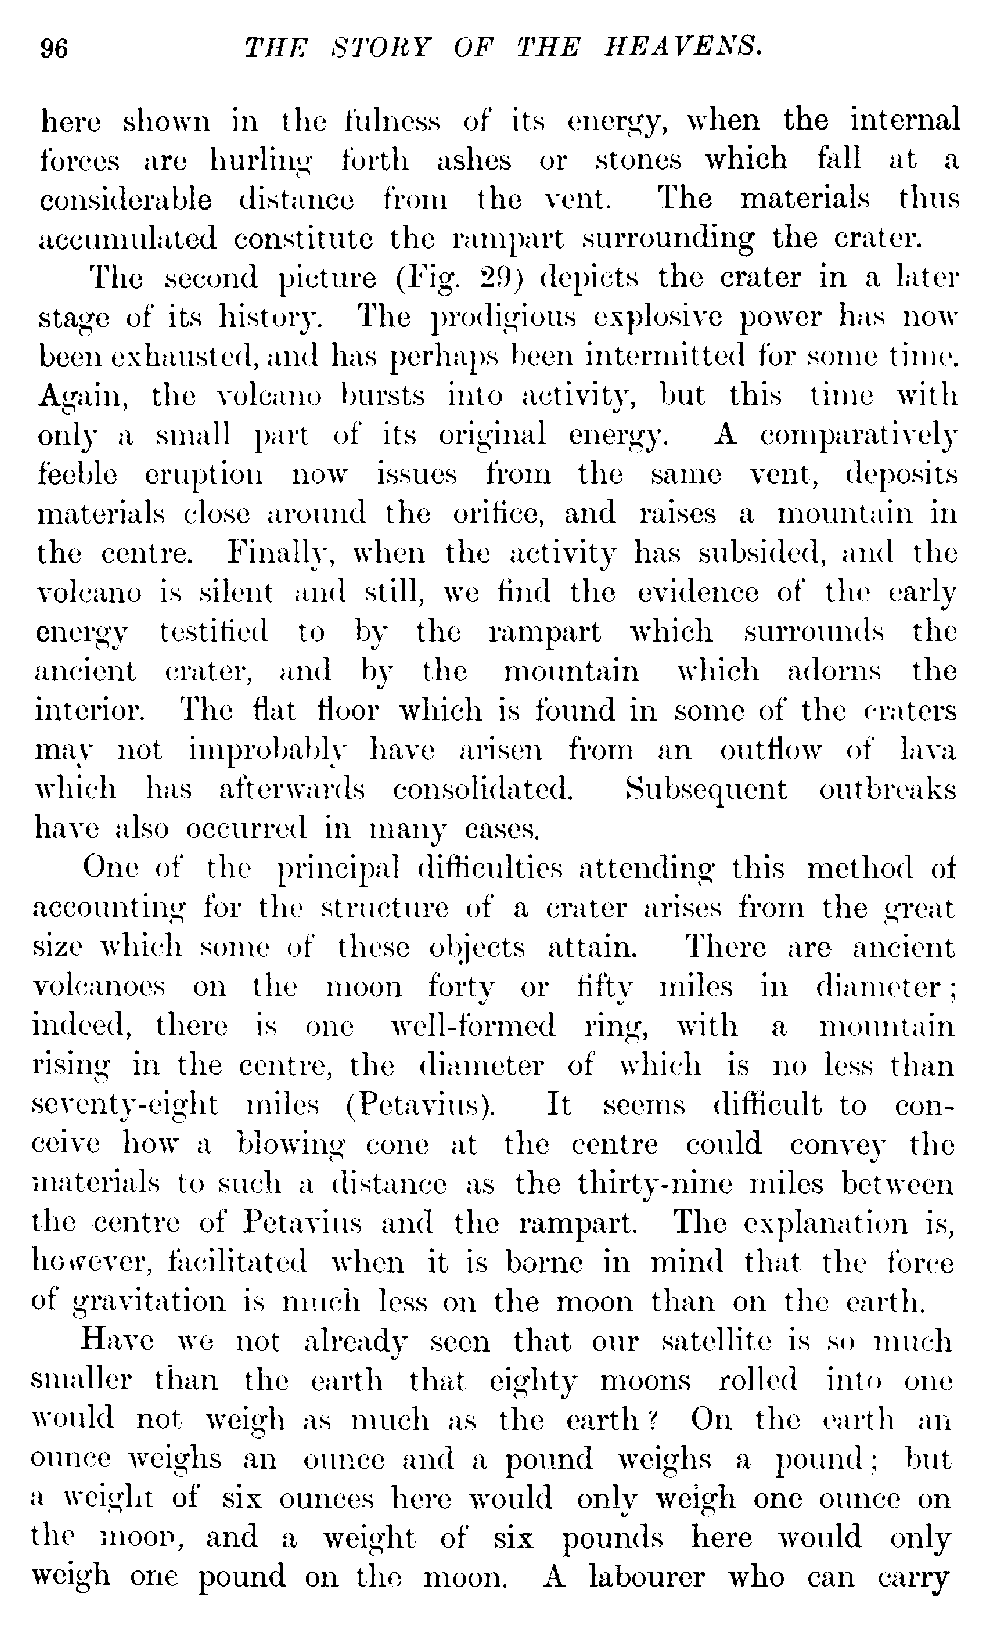 96 THE STORY OF THE HEAVENS.
here shown in the fulness of its energy, when the internal
forces are hurling forth ashes or stones which fall at a
considerable distance from the vent. The materials thus
accumulated constitute the rampart surrounding the crater.
The second picture (Fig. 29) depicts the crater in a later
stage of its history. The prodigious explosive power has now
been exhausted, and has perhaps been intermitted for some time.
Again, the volcano bursts into activity, but this time with
only a small part of its original energy. A comparatively
feeble eruption now issues from the same vent, deposits
materials close around the orifice, and raises a mountain in
the centre. Finally, when the activity has subsided, and the
volcano is silent and still, we find the evidence of the early
energy testified to by the rampart which surrounds the
ancient crater, and by the mountain which adorns the
interior. The flat floor which is found in some of the craters
may not improbably have arisen from an outflow of lava
which has afterwards consolidated. Subsequent outbreaks
have also occurred in many cases.
One of the principal difficulties attending this method of
accounting for the structure of a crater arises from the great
size which some of these objects attain. There are ancient
volcanoes on the moon forty or fifty miles in diameter;
indeed, there is one well-formed ring, with a mountain
rising in the centre, the diameter of which is no less than
seventy-eight miles (Petavius). It seems difficult to con-
ceive how a blowing cone at the centre could convey the
materials to such a distance as the thirty-nine miles between
the centre of Petavius and the rampart. The explanation is,
however, facilitated when it is borne in mind that the force
of gravitation is much less on the moon than on the earth.
Have we not already seen that our satellite is so much
smaller than the earth that eighty moons rolled into one
would not weigh as much as the earth? On the earth an
ounce weighs an ounce and a pound weighs a pound; but
a weight of six ounces here would only weigh one ounce on
the moon, and a weight of six pounds here would only
weigh one pound on the moon. A labourer who can carry